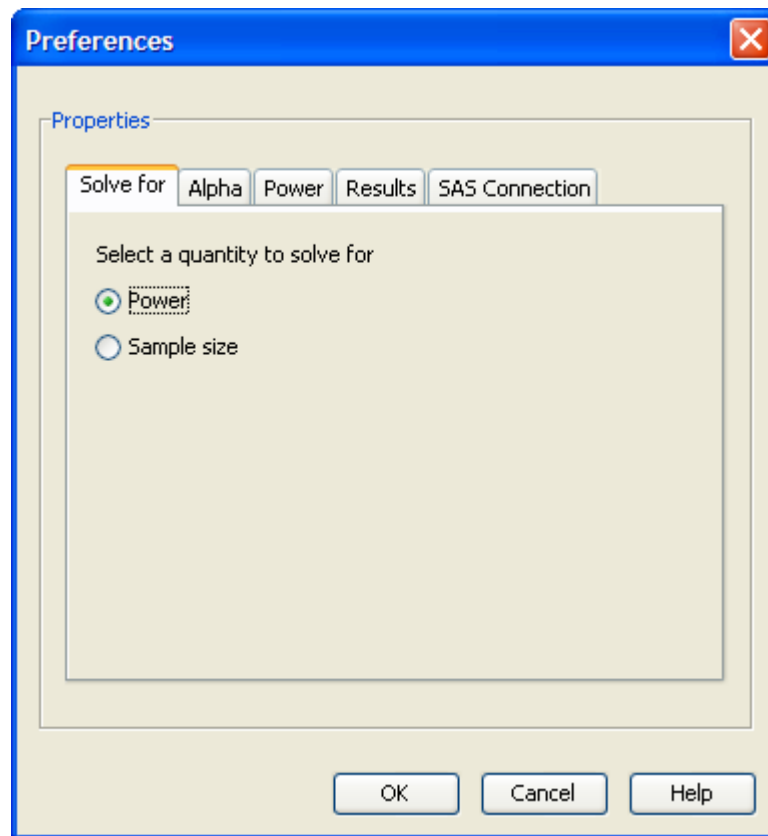 Preferences
Properties
Solve for Alpha Power Results SAS Connection
Select a quantity to solve for
Power
Sample size
OK Cancel Help